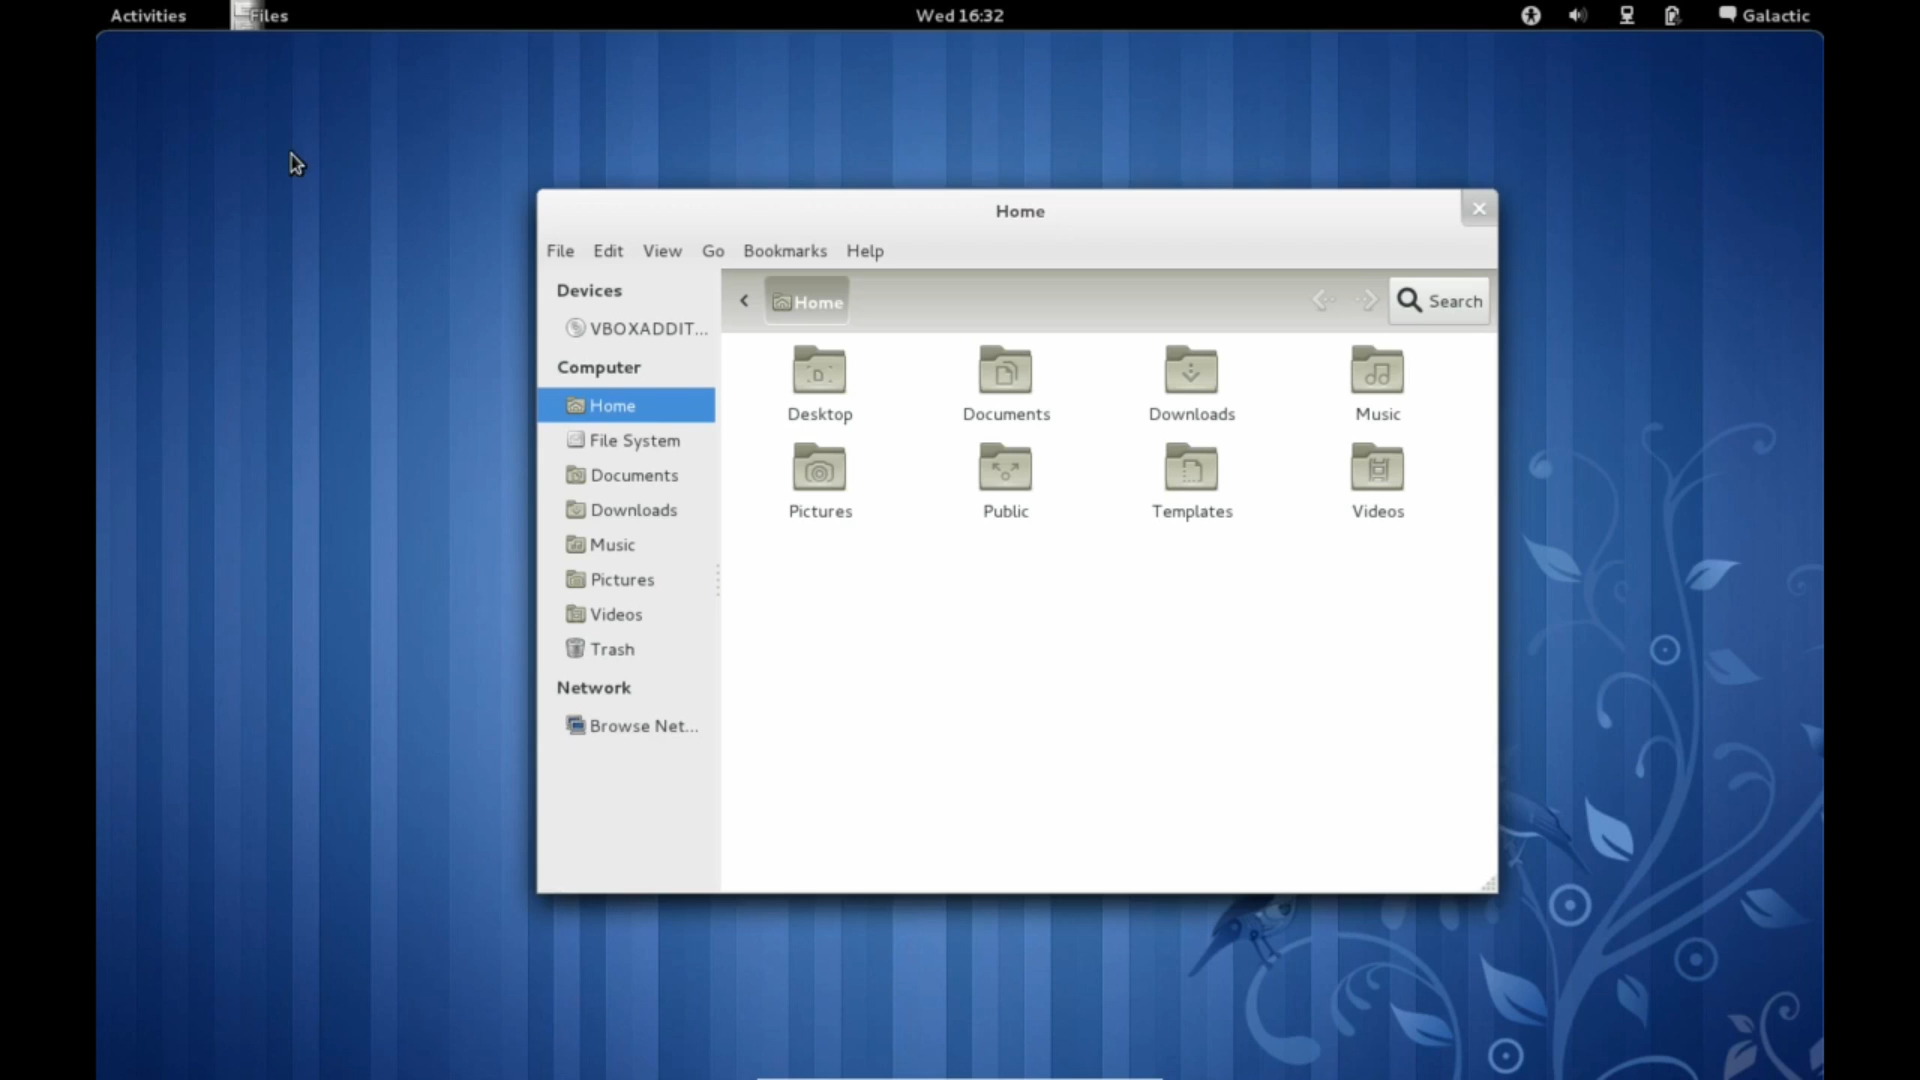 Activities Files Wed 16:32 Galactic
Home
File Edit View Go Bookmarks Help
Devices
VBOXADDIT...
Computer
Home
File System
Documents
Downloads
Music
Pictures
Videos
Trash
Network
Browse Net...
Home Search
Desktop Documents Downloads Music
Pictures Public Templates Videos